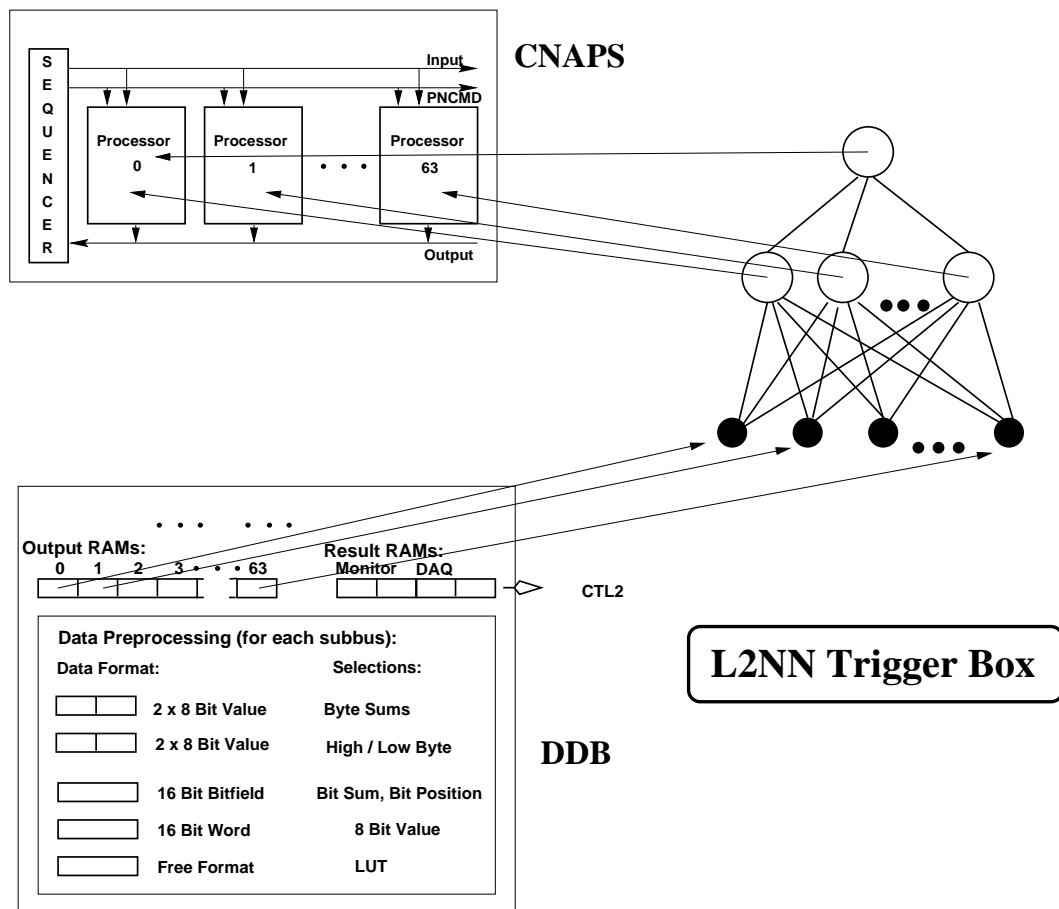 CNAPS
SEQUENCER
Input
PNCMD
Processor 0
Processor 1
• • •
Processor 63
Output
• • • • • •
Output RAMs:
0 1 2 3 • • • 63
Result RAMs:
Monitor DAQ
CTL2
Data Preprocessing (for each subbus):
Data Format: Selections:
2 x 8 Bit Value Byte Sums
2 x 8 Bit Value High / Low Byte
16 Bit Bitfield Bit Sum, Bit Position
16 Bit Word 8 Bit Value
Free Format LUT
DDB
L2NN Trigger Box